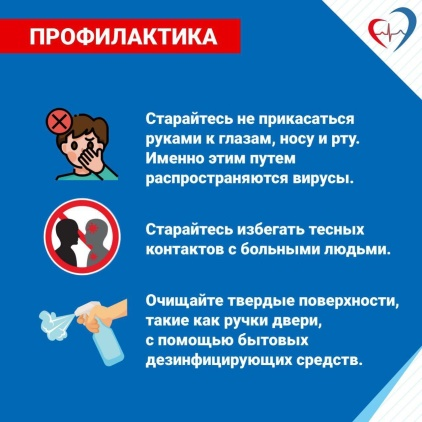 ПРОФИЛАКТИКА
Старайтесь не прикасаться
руками к глазам, носу и рту.
Именно этим путем
распространяются вирусы.
Старайтесь избегать тесных
контактов с больными людьми.
Очищайте твердые поверхности,
такие как ручки двери,
с помощью бытовых
дезинфицирующих средств.